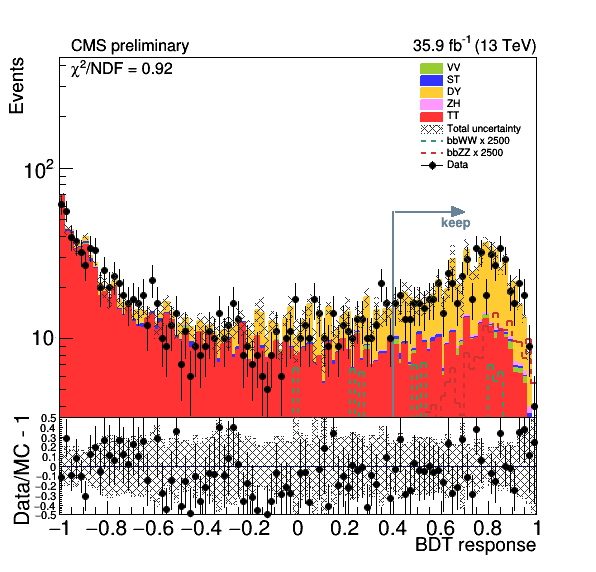 CMS preliminary 35.9 fb⁻¹ (13 TeV)
χ²/NDF = 0.92
Events
10²
10
VV
ST
DY
ZH
TT
Total uncertainty
bbWW x 2500
bbZZ x 2500
Data
keep
Data/MC - 1
0.5
0.4
0.3
0.2
0.1
0
−0.1
−0.2
−0.3
−0.4
−0.5
−1 −0.8 −0.6 −0.4 −0.2 0 0.2 0.4 0.6 0.8 1
BDT response